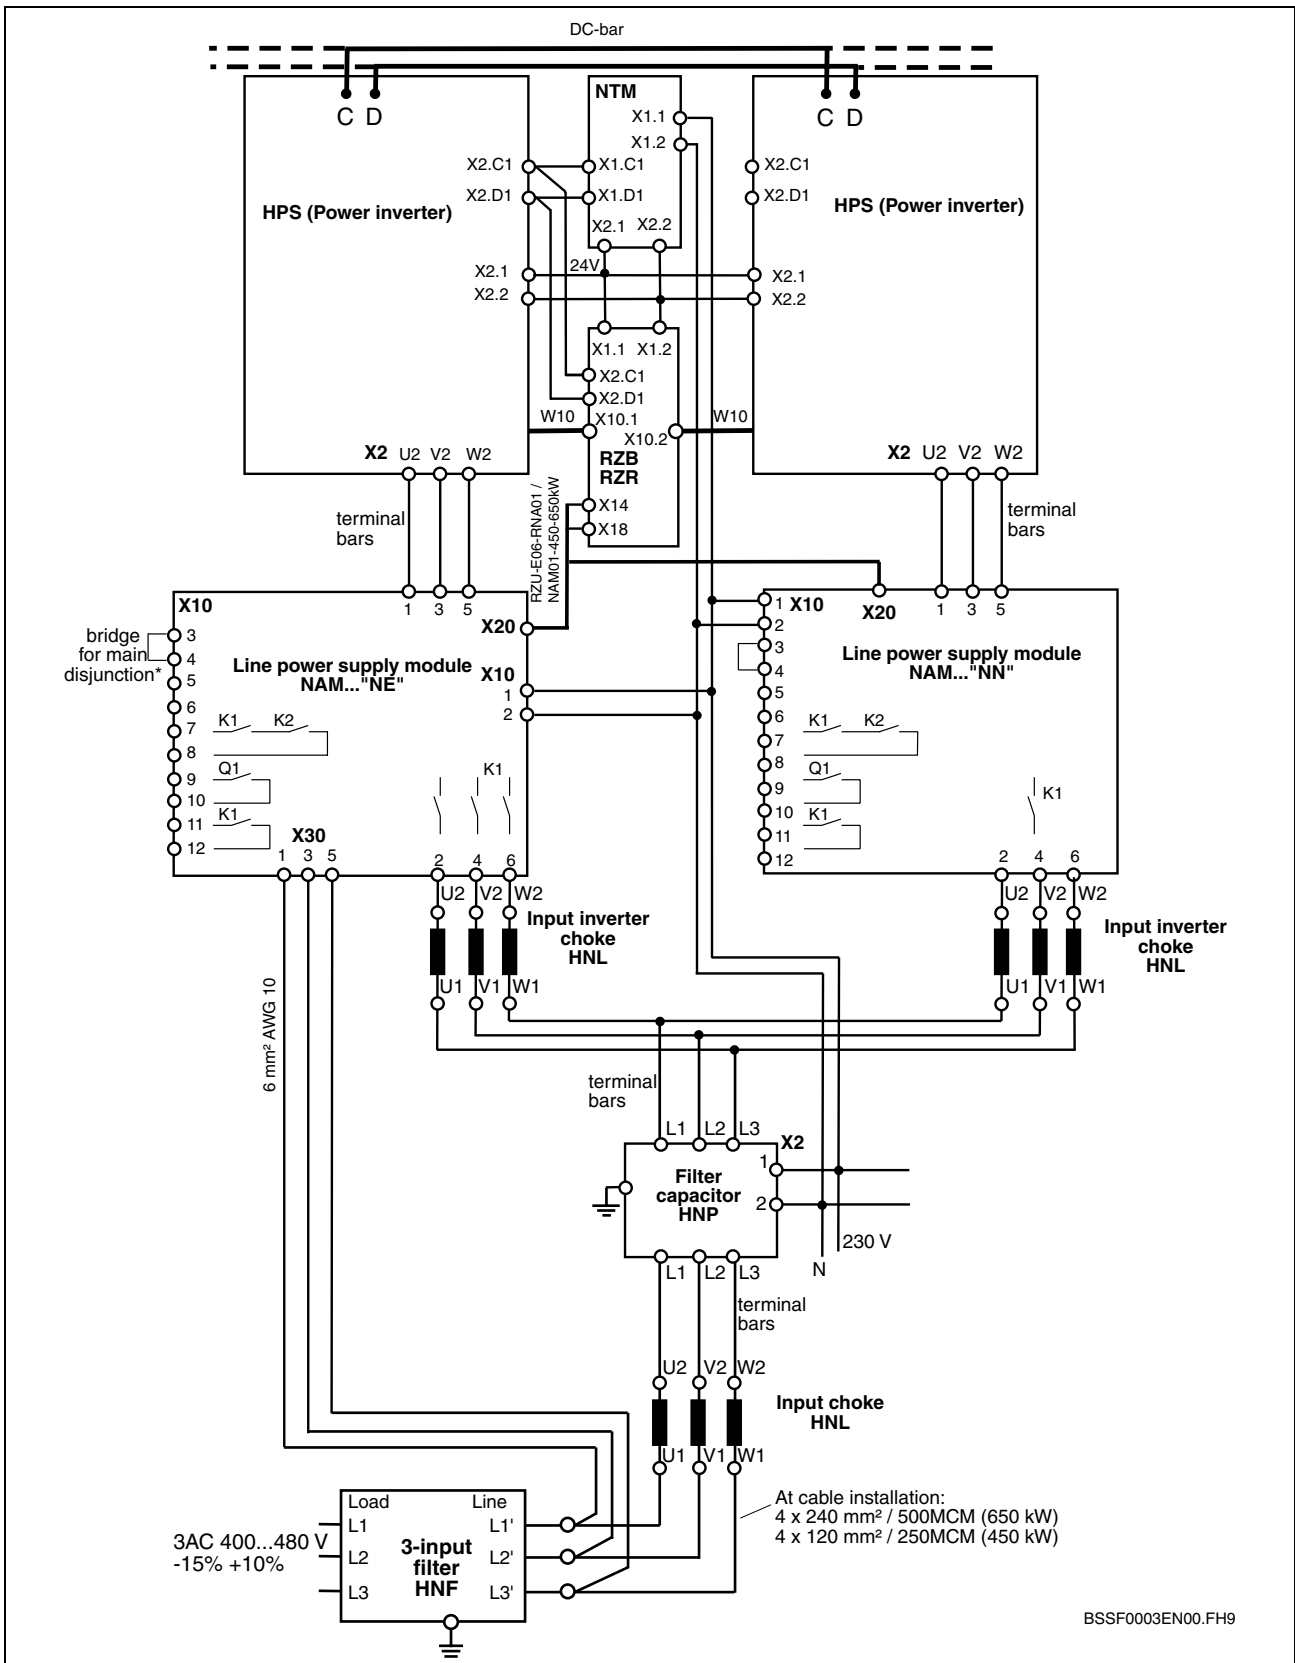 DC-bar
C D
NTM
X1.1
X1.2
C D
X2.C1
X1.C1
X2.C1
X2.D1
X1.D1
X2.D1
HPS (Power inverter)
HPS (Power inverter)
X2.1 X2.2
24V
X2.1
X2.1
X2.2
X2.2
X1.1 X1.2
X2.C1
X2.D1
W10
X10.1
W10
X10.2
RZB
RZR
X2 U2 V2 W2
X2 U2 V2 W2
X14
X18
RZU-E06-RNA01 /
NAM01-450-650kW
terminal
bars
terminal
bars
X10
1 3 5
X20
bridge
for main
disjunction*
3
4
5
6
7
8
9
10
11
12
Line power supply module
NAM..."NE"
X10
1
2
K1 K2
Q1
K1
K1
X30
1 3 5
2 4 6
1
X10
X20
1 3 5
2
3
4
5
6
7
8
9
10
11
12
Line power supply module
NAM..."NN"
K1 K2
Q1
K1
K1
2 4 6
U2 V2 W2
Input inverter
choke
HNL
U1 V1 W1
U2 V2 W2
Input inverter
choke
HNL
U1 V1 W1
6 mm² AWG 10
terminal
bars
L1 L2 L3
X2
1
2
Filter
capacitor
HNP
L1 L2 L3
230 V
N
terminal
bars
U2 V2 W2
Input choke
HNL
U1 V1 W1
At cable installation:
4 x 240 mm² / 500MCM (650 kW)
4 x 120 mm² / 250MCM (450 kW)
Load Line
L1 L1'
3AC 400...480 V
-15% +10%
3-input
filter
HNF
L2 L2'
L3 L3'
BSSF0003EN00.FH9